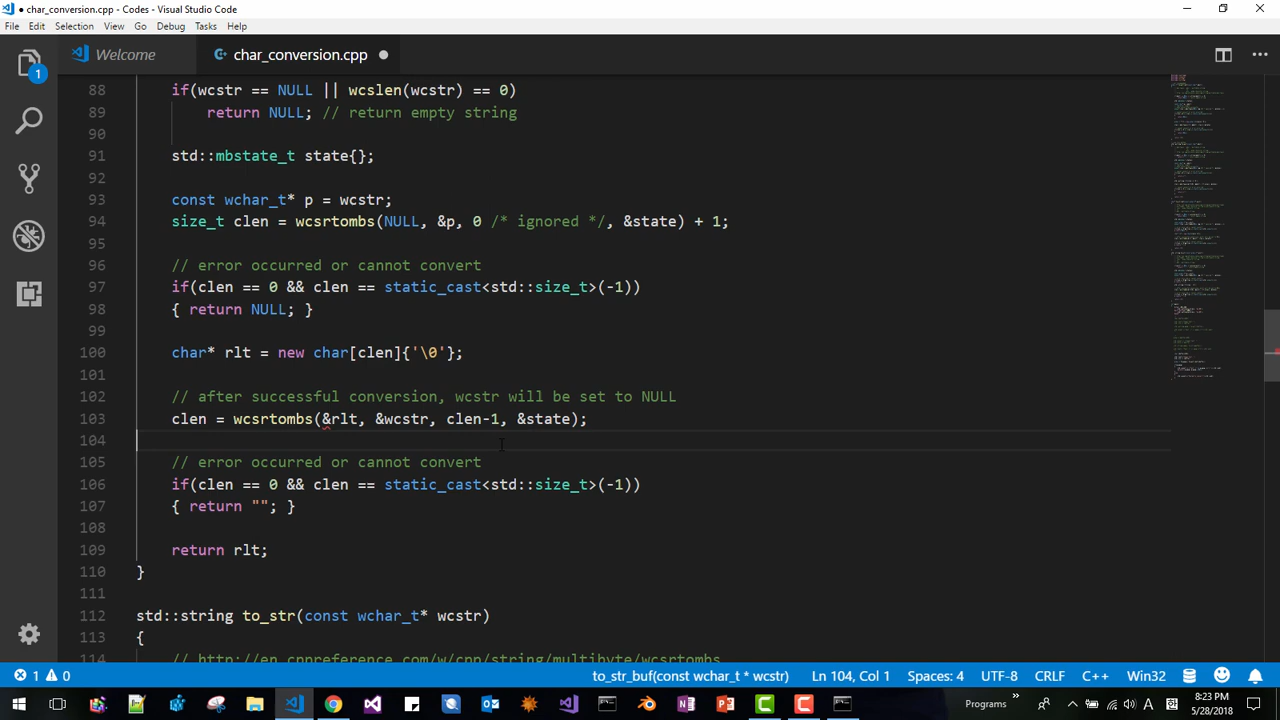 ● char_conversion.cpp - Codes - Visual Studio Code
File Edit Selection View Go Debug Tasks Help
Welcome char_conversion.cpp ●
1
88 if(wcstr == NULL || wcslen(wcstr) == 0)
89 return NULL; // return empty string
90
91 std::mbstate_t state{};
92
93 const wchar_t* p = wcstr;
94 size_t clen = wcsrtombs(NULL, &p, 0 /* ignored */, &state) + 1;
95
96 // error occurred or cannot convert
97 if(clen == 0 && clen == static_cast<std::size_t>(-1))
98 { return NULL; }
99
100 char* rlt = new char[clen]{'\0'};
101
102 // after successful conversion, wcstr will be set to NULL
103 clen = wcsrtombs(&rlt, &wcstr, clen-1, &state);
104
105 // error occurred or cannot convert
106 if(clen == 0 && clen == static_cast<std::size_t>(-1))
107 { return ""; }
108
109 return rlt;
110 }
111
112 std::string to_str(const wchar_t* wcstr)
113 {
114 // http://en.cppreference.com/w/cpp/string/multibyte/wcsrtombs
1 0 to_str_buf(const wchar_t * wcstr) Ln 104, Col 1 Spaces: 4 UTF-8 CRLF C++ Win32
Programs » A 8:23 PM
5/28/2018